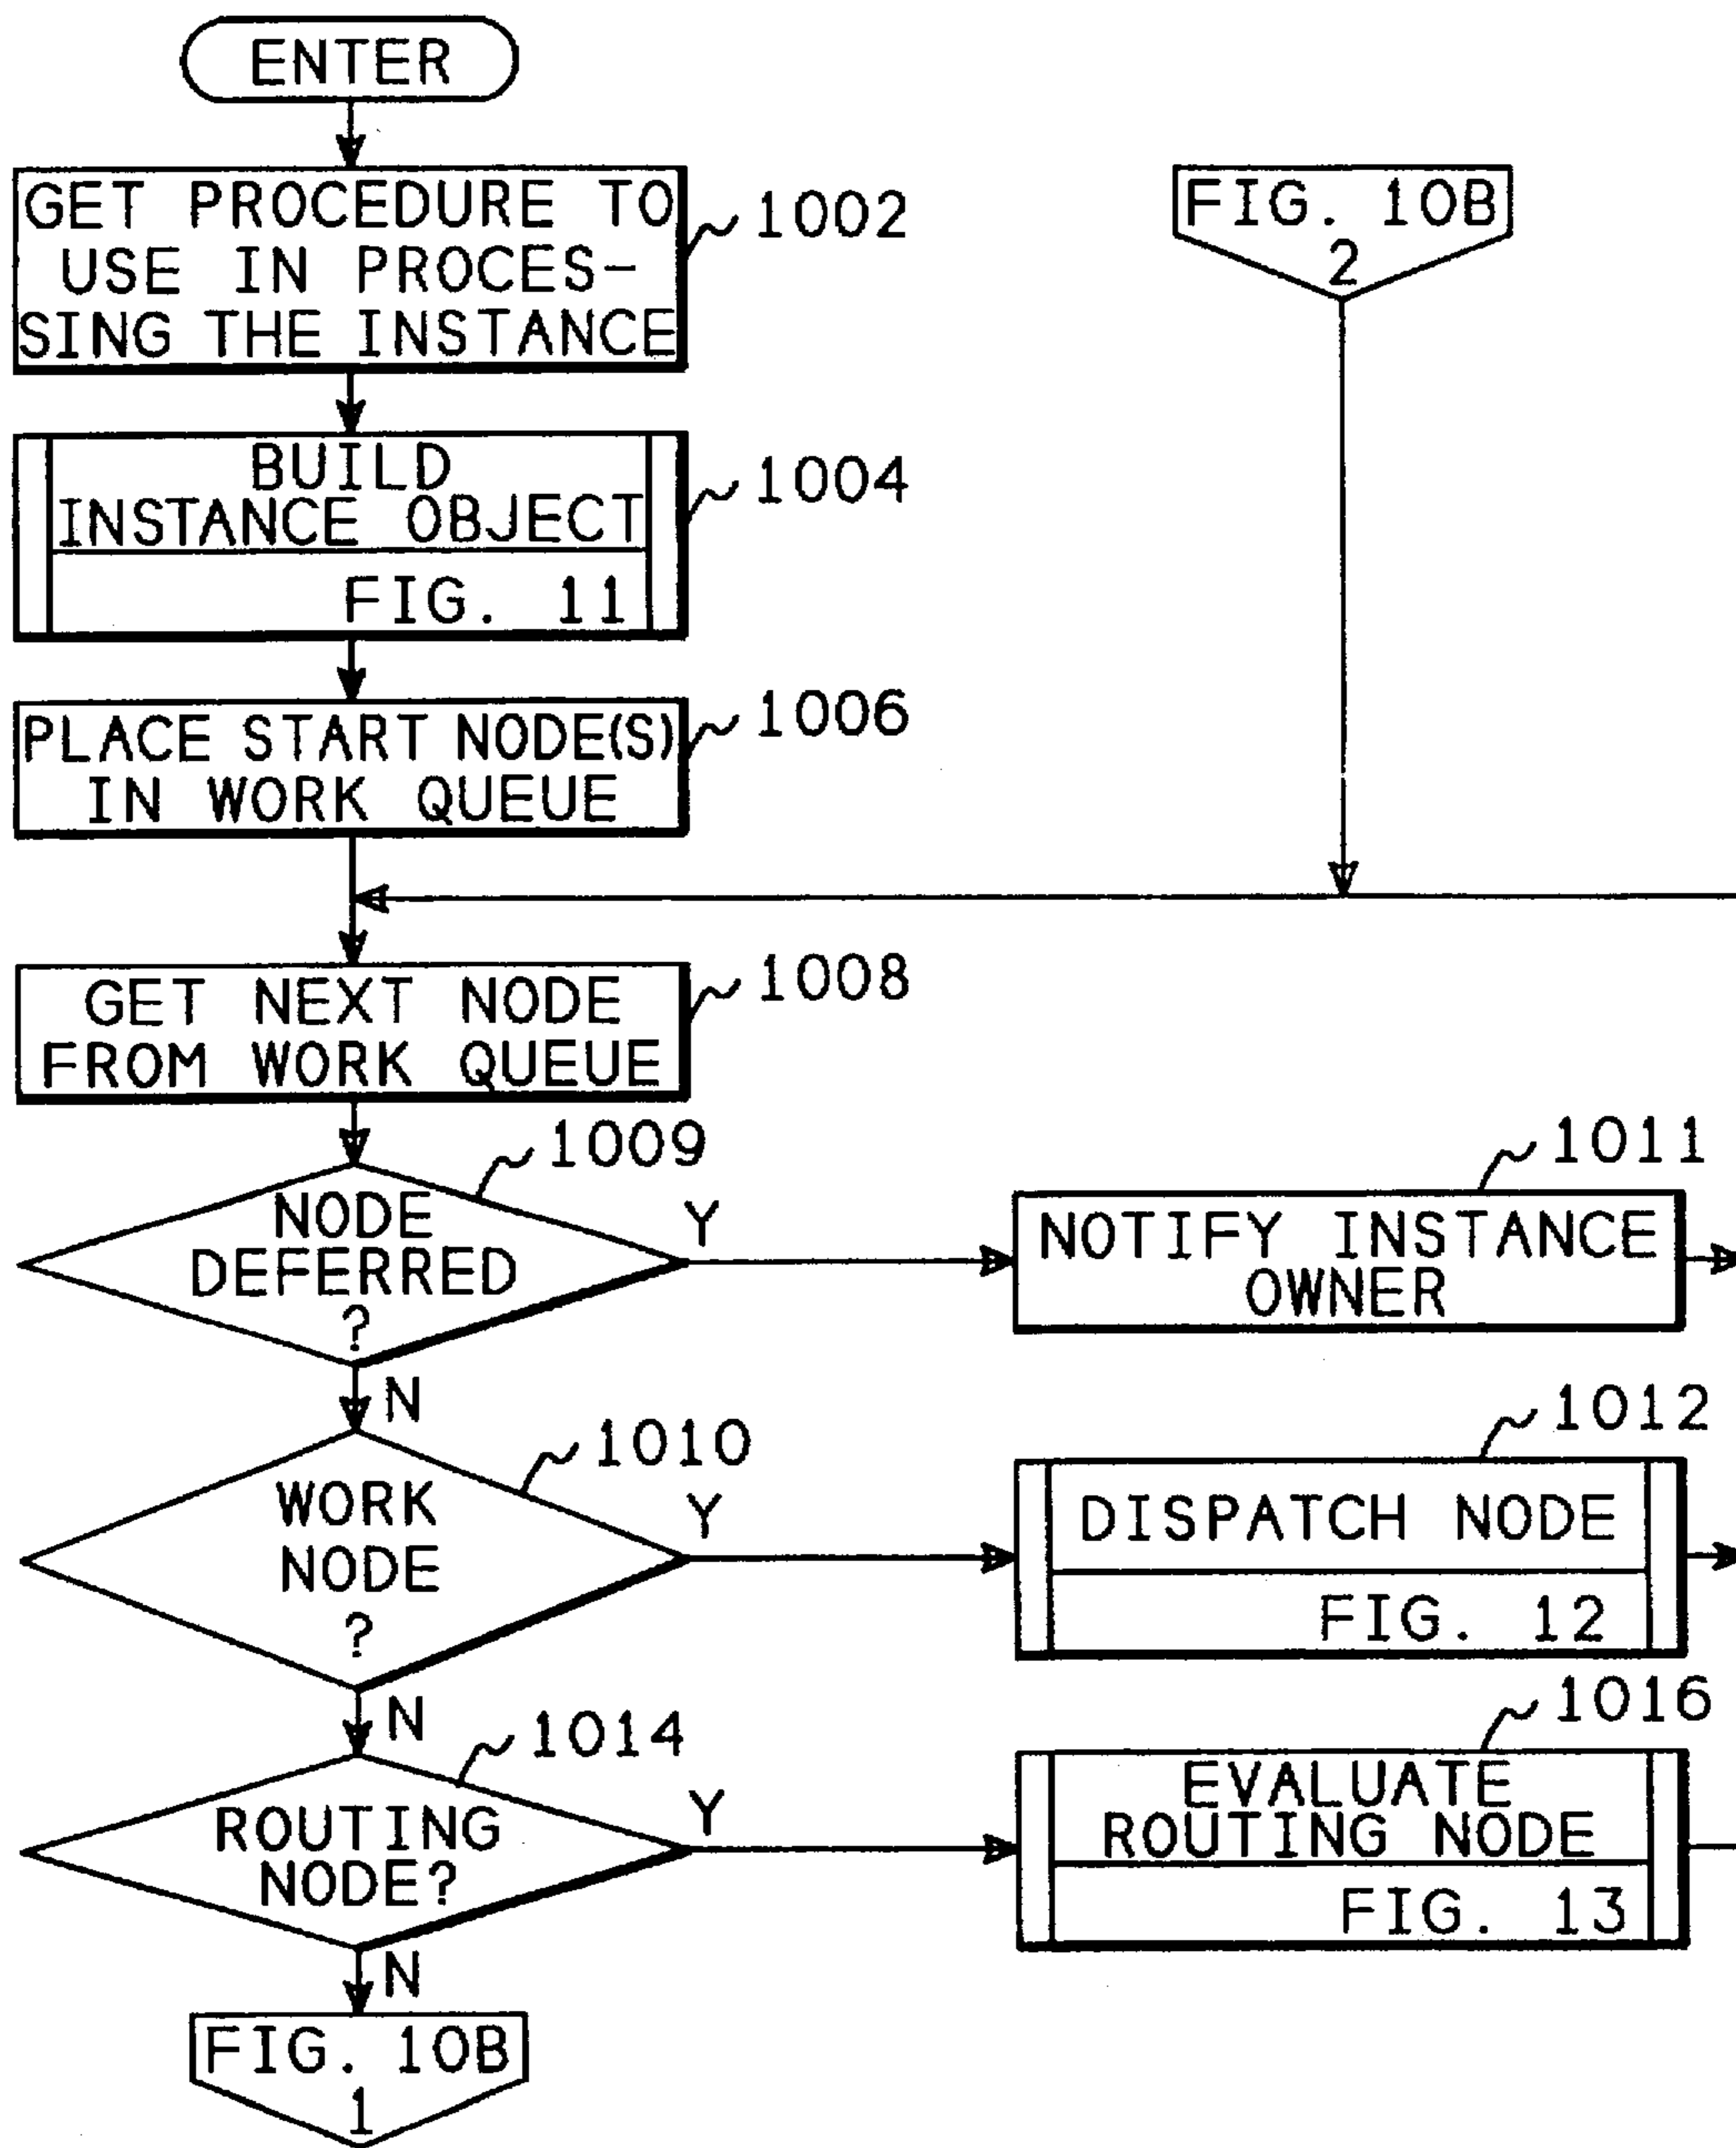 ENTER
GET PROCEDURE TO
USE IN PROCES-
SING THE INSTANCE
1002
FIG. 10B
2
BUILD
INSTANCE OBJECT
FIG. 11
1004
PLACE START NODE(S)
IN WORK QUEUE
1006
GET NEXT NODE
FROM WORK QUEUE
1008
NODE
DEFERRED
?
1009
Y
N
NOTIFY INSTANCE
OWNER
1011
WORK
NODE
?
1010
Y
N
DISPATCH NODE
FIG. 12
1012
ROUTING
NODE?
1014
Y
N
EVALUATE
ROUTING NODE
FIG. 13
1016
FIG. 10B
1